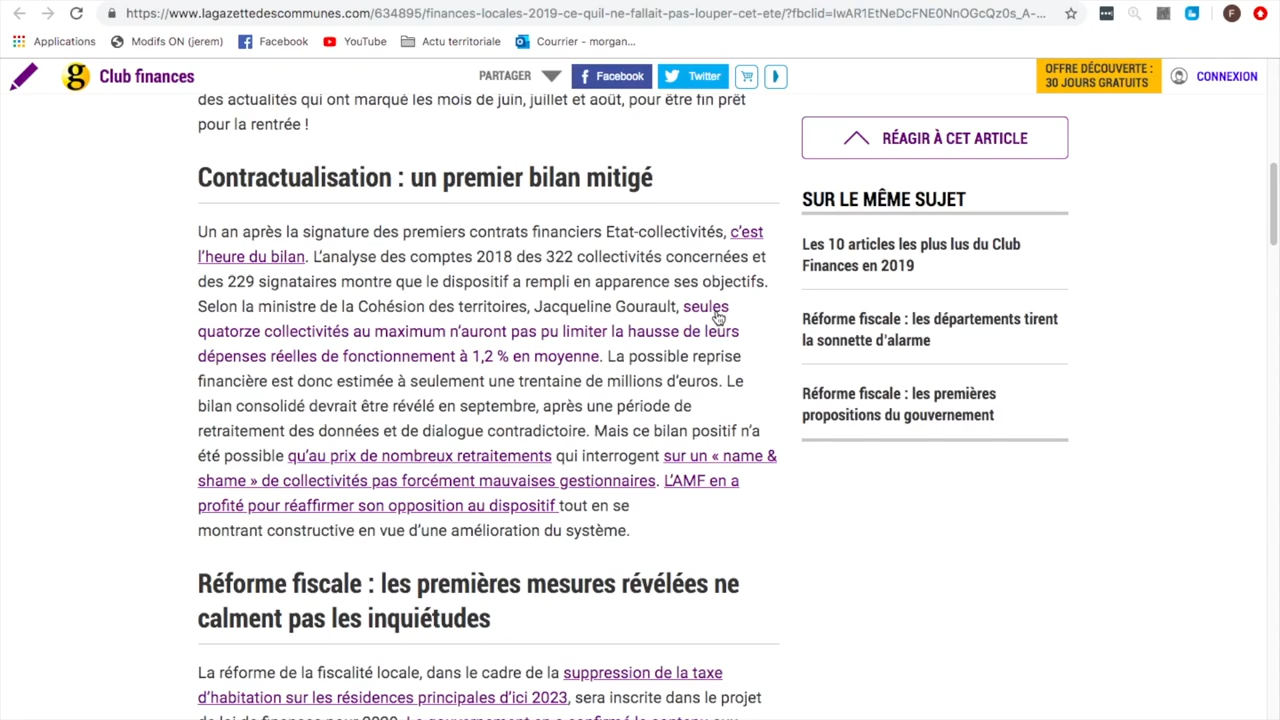 https://www.lagazettedescommunes.com/634895/finances-locales-2019-ce-quil-ne-fallait-pas-louper-cet-ete/?fbclid=IwAR1EtNeDcFNE0NnOGcQz0s_A-...
F
Applications
Modifs ON (jerem)
Facebook
YouTube
Actu territoriale
Courrier - morgan...
g
Club finances
PARTAGER
Facebook
Twitter
OFFRE DÉCOUVERTE :
30 JOURS GRATUITS
CONNEXION
des actualités qui ont marqué les mois de juin, juillet et août, pour être fin prêt
pour la rentrée !
Contractualisation : un premier bilan mitigé
Un an après la signature des premiers contrats financiers Etat-collectivités, c’est
l’heure du bilan. L’analyse des comptes 2018 des 322 collectivités concernées et
des 229 signataires montre que le dispositif a rempli en apparence ses objectifs.
Selon la ministre de la Cohésion des territoires, Jacqueline Gourault, seules
quatorze collectivités au maximum n’auront pas pu limiter la hausse de leurs
dépenses réelles de fonctionnement à 1,2 % en moyenne. La possible reprise
financière est donc estimée à seulement une trentaine de millions d’euros. Le
bilan consolidé devrait être révélé en septembre, après une période de
retraitement des données et de dialogue contradictoire. Mais ce bilan positif n’a
été possible qu’au prix de nombreux retraitements qui interrogent sur un « name &
shame » de collectivités pas forcément mauvaises gestionnaires. L’AMF en a
profité pour réaffirmer son opposition au dispositif tout en se
montrant constructive en vue d’une amélioration du système.
Réforme fiscale : les premières mesures révélées ne
calment pas les inquiétudes
La réforme de la fiscalité locale, dans le cadre de la suppression de la taxe
d’habitation sur les résidences principales d’ici 2023, sera inscrite dans le projet
de loi de finances pour 2020. Le gouvernement en a confirmé le contenu aux
RÉAGIR À CET ARTICLE
SUR LE MÊME SUJET
Les 10 articles les plus lus du Club
Finances en 2019
Réforme fiscale : les départements tirent
la sonnette d’alarme
Réforme fiscale : les premières
propositions du gouvernement